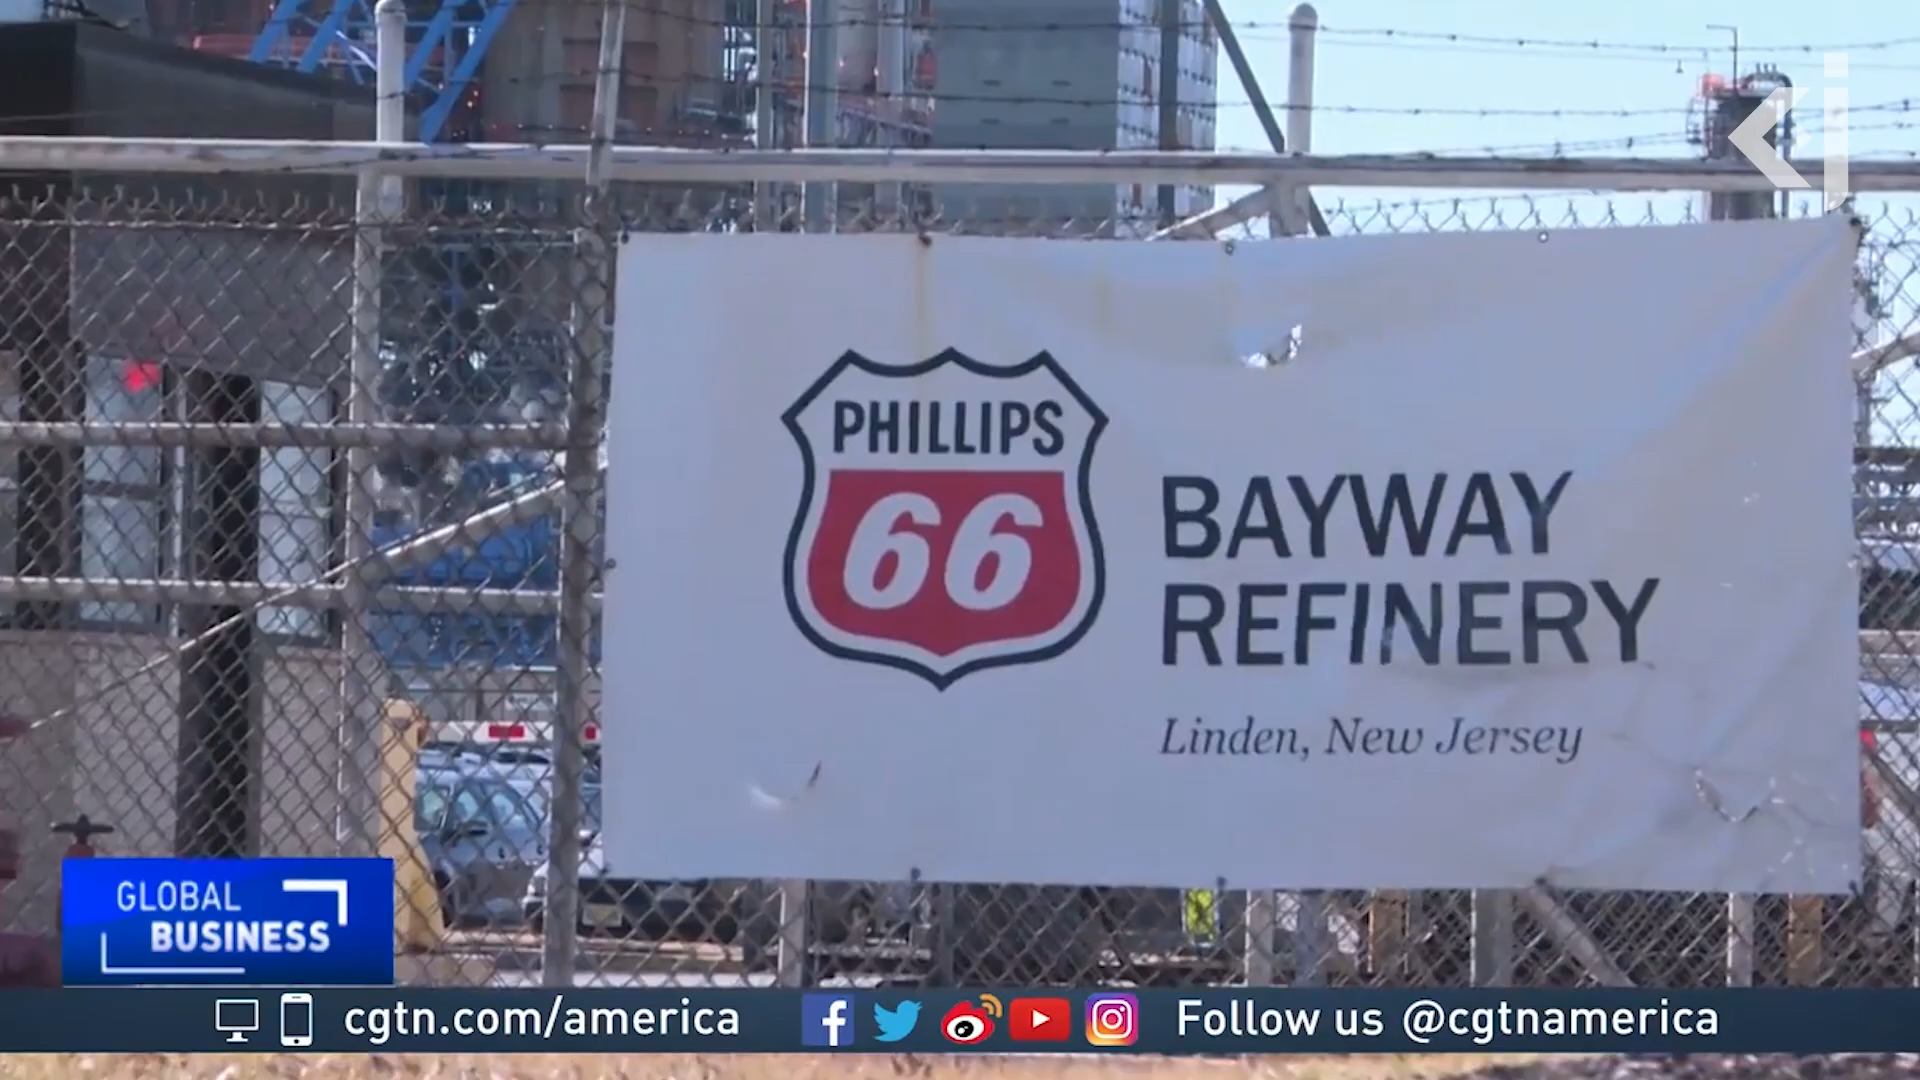 PHILLIPS
66
BAYWAY
REFINERY
Linden, New Jersey
GLOBAL
BUSINESS
cgtn.com/america
Follow us @cgtnamerica